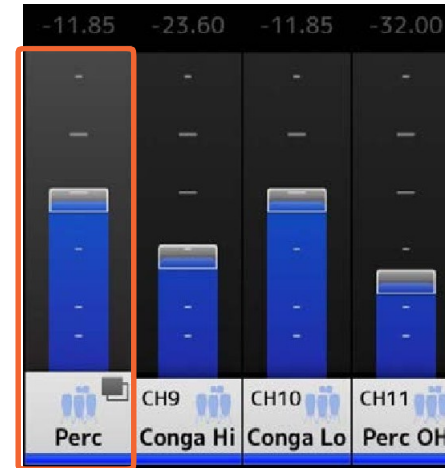 -11.85 -23.60 -11.85 -32.00
CH9 CH10 CH11
Perc Conga Hi Conga Lo Perc OH